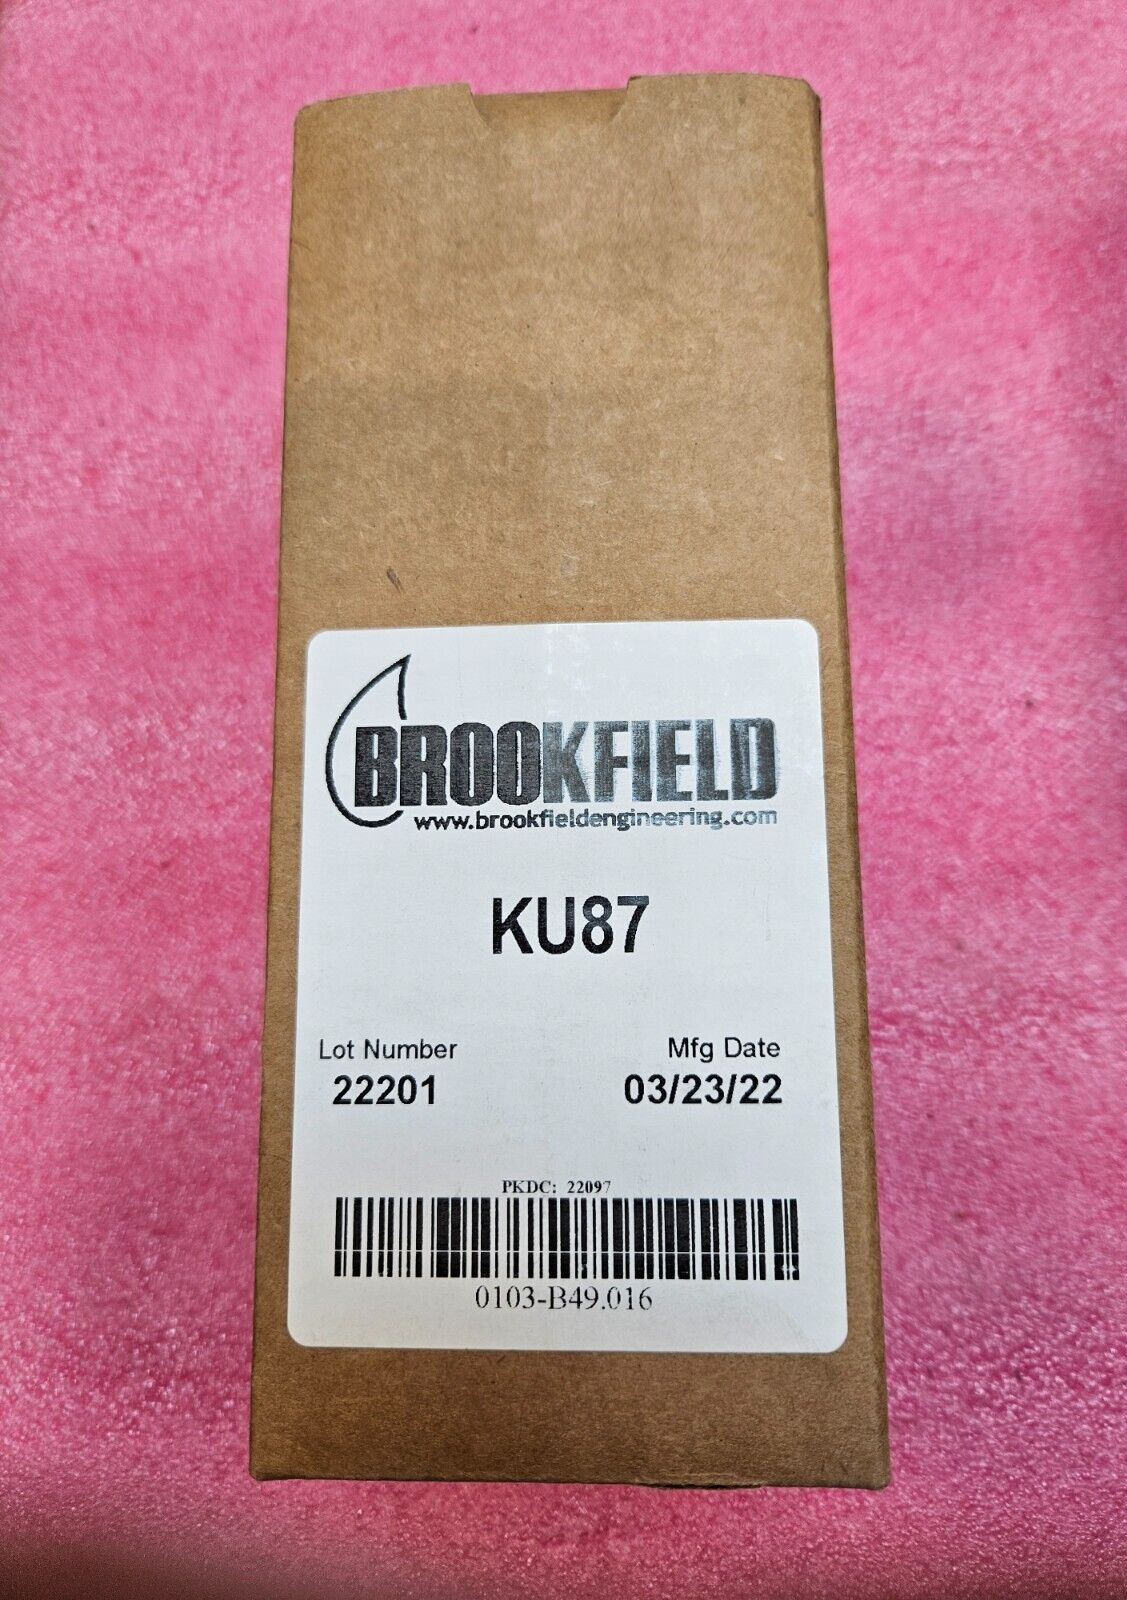 BROOKFIELD
www.brookfieldengineering.com
KU87
Lot Number Mfg Date
22201 03/23/22
PKDC: 22097
0103-B49.016